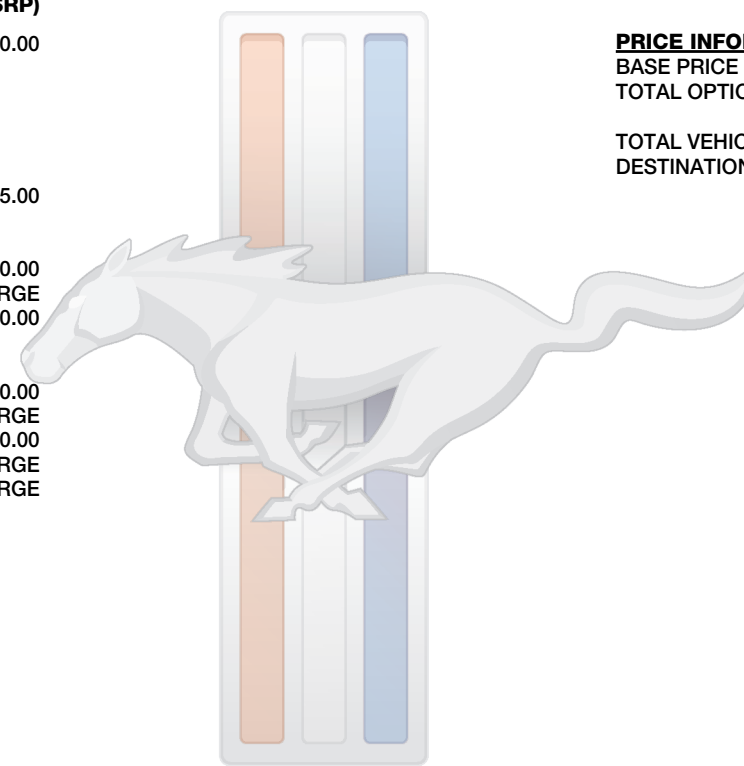 SRP)
0.00
5.00
0.00
RGE
0.00
0.00
RGE
0.00
RGE
RGE
PRICE INFO
BASE PRICE
TOTAL OPTIO
TOTAL VEHIC
DESTINATION